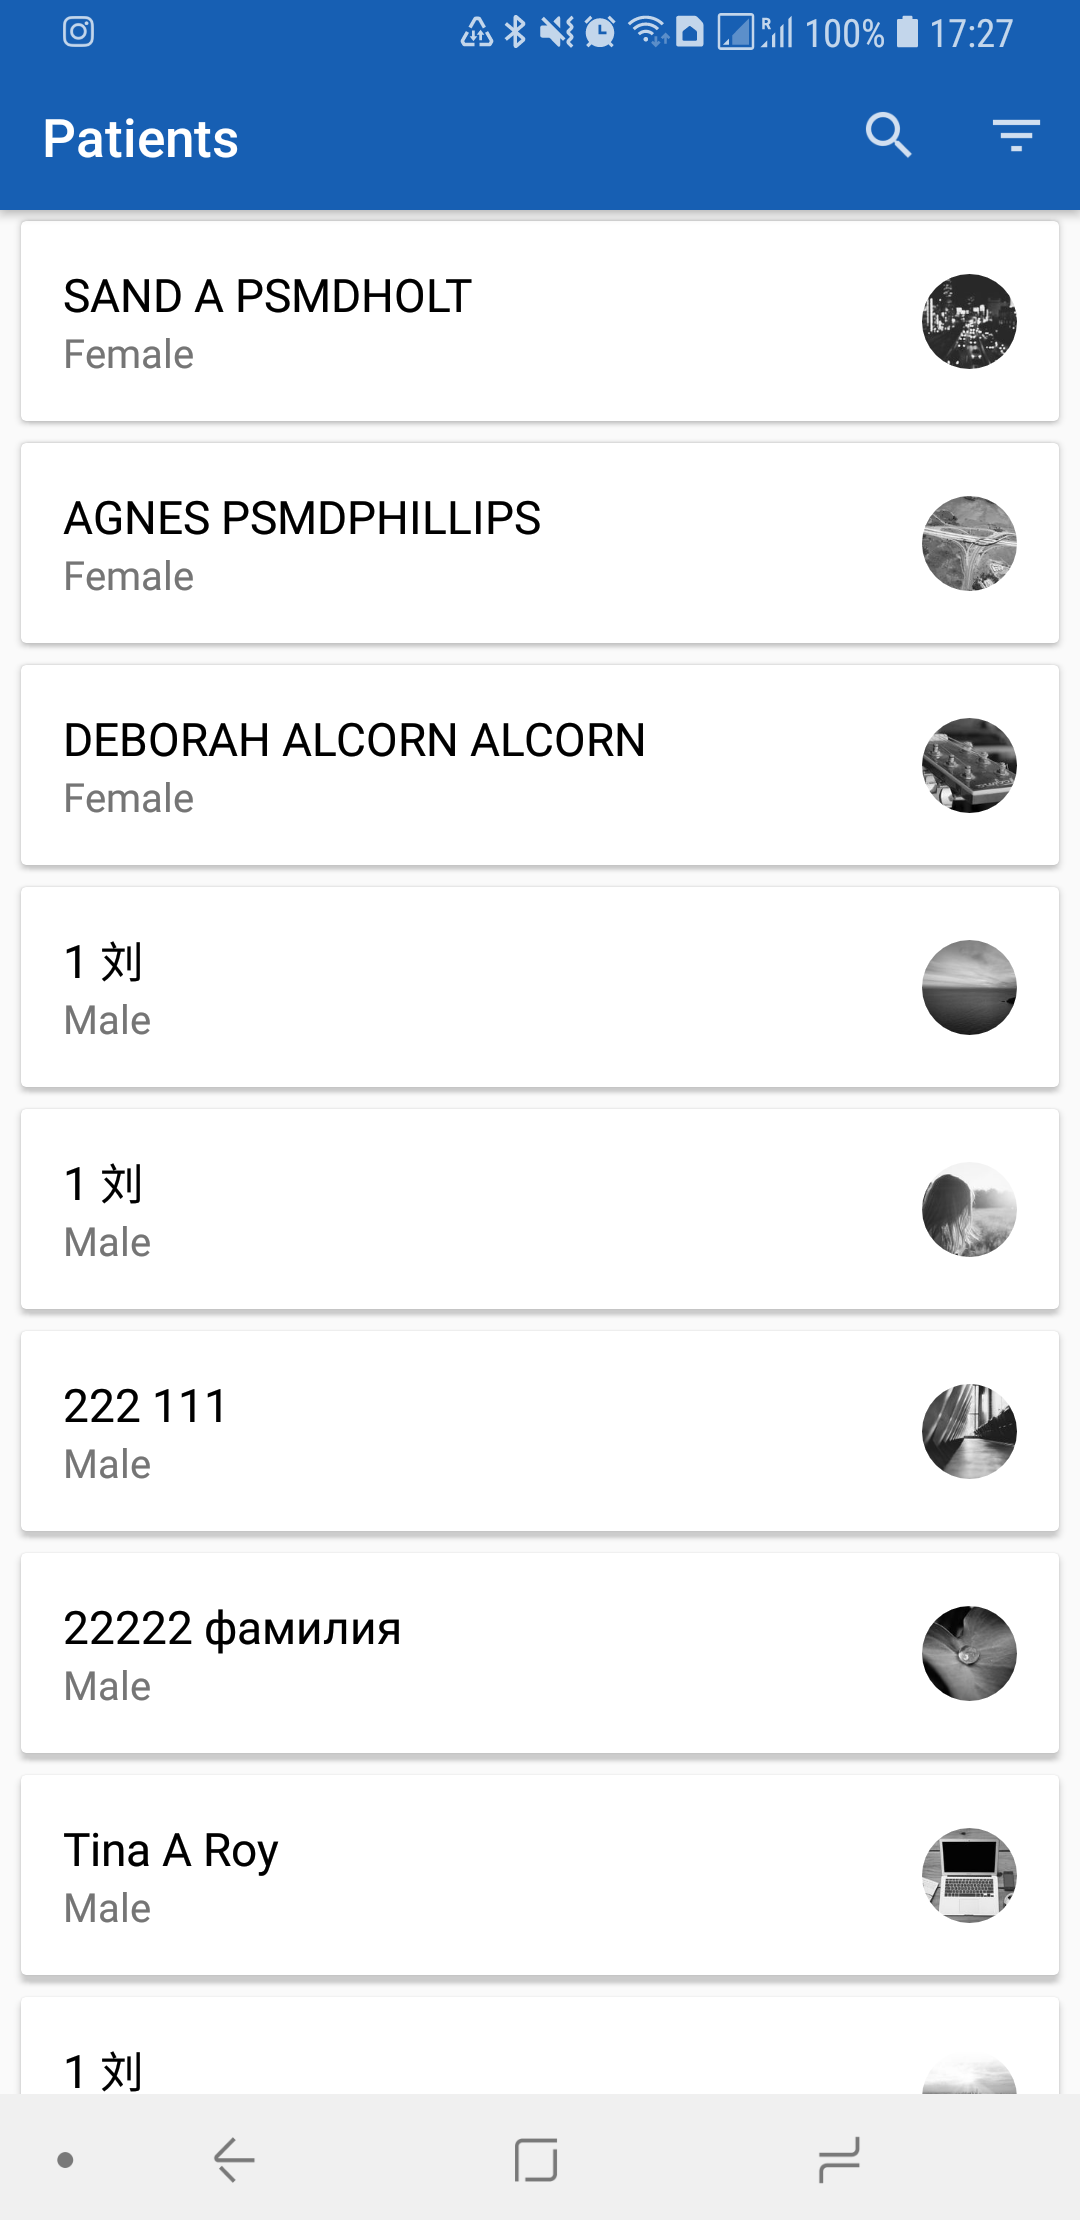 R 100% 17:27
Patients
SAND A PSMDHOLT
Female
AGNES PSMDPHILLIPS
Female
DEBORAH ALCORN ALCORN
Female
1 刘
Male
1 刘
Male
222 111
Male
22222 фамилия
Male
Tina A Roy
Male
1 刘